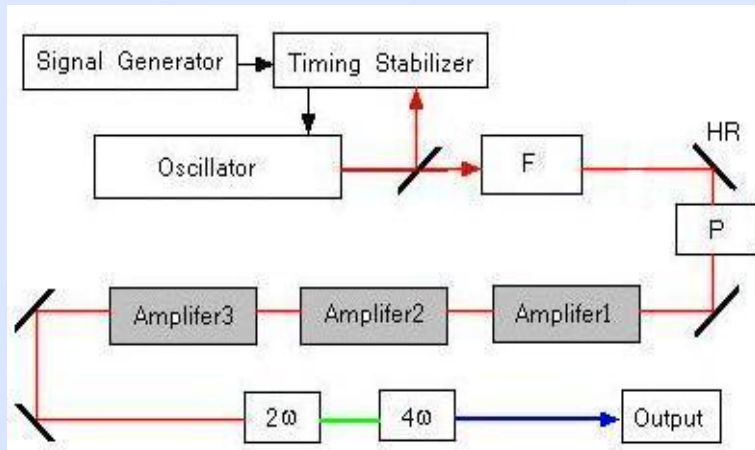 Signal Generator
Timing Stabilizer
Oscillator
F
HR
P
Amplifer3
Amplifer2
Amplifer1
2ω
4ω
Output